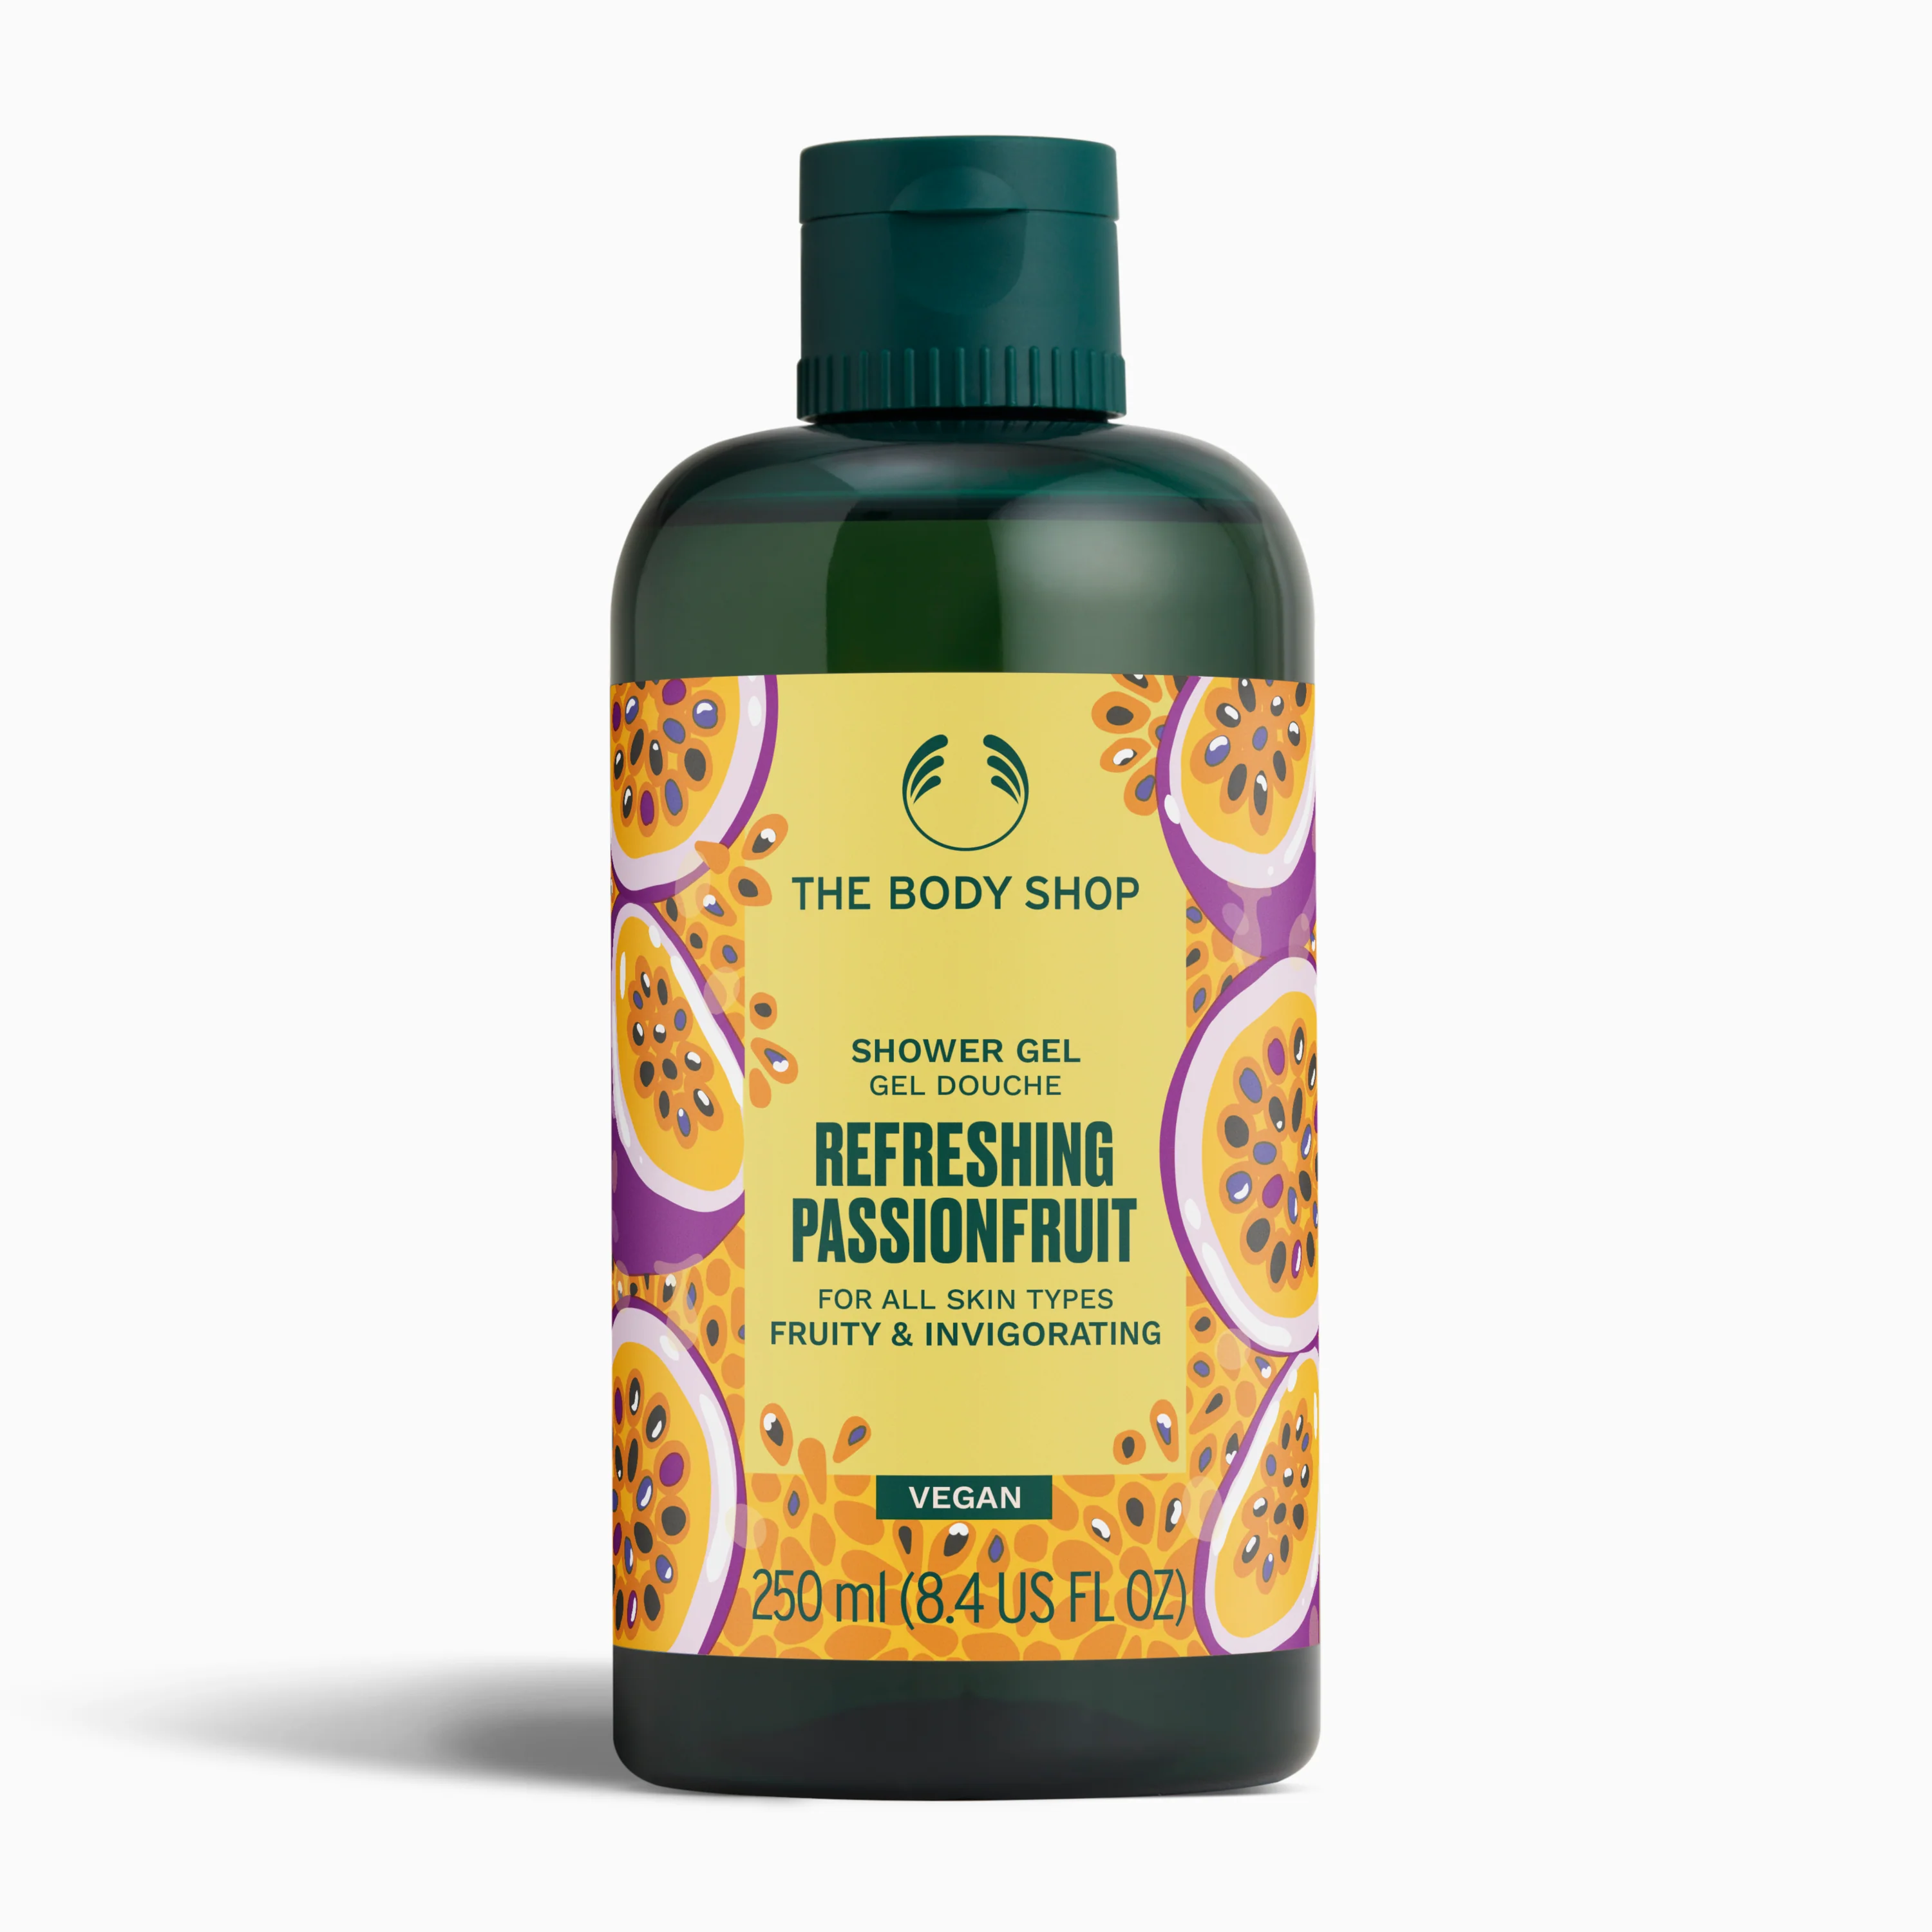 THE BODY SHOP
SHOWER GEL
GEL DOUCHE
REFRESHING
PASSIONFRUIT
FOR ALL SKIN TYPES
FRUITY & INVIGORATING
VEGAN
250 ml (8.4 US FL OZ)